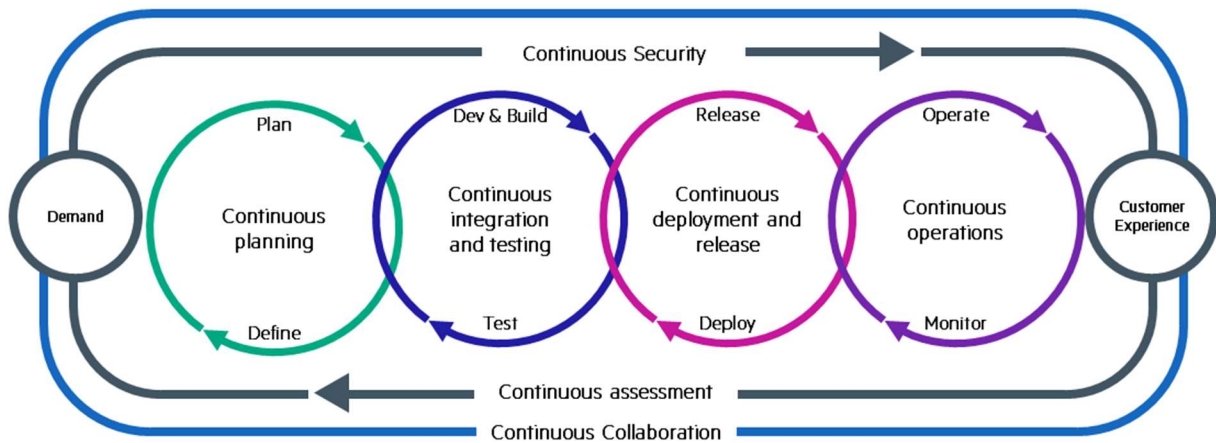 Continuous Security
Plan
Dev & Build
Release
Operate
Demand
Continuous
planning
Continuous
integration
and testing
Continuous
deployment and
release
Continuous
operations
Customer
Experience
Define
Test
Deploy
Monitor
Continuous assessment
Continuous Collaboration